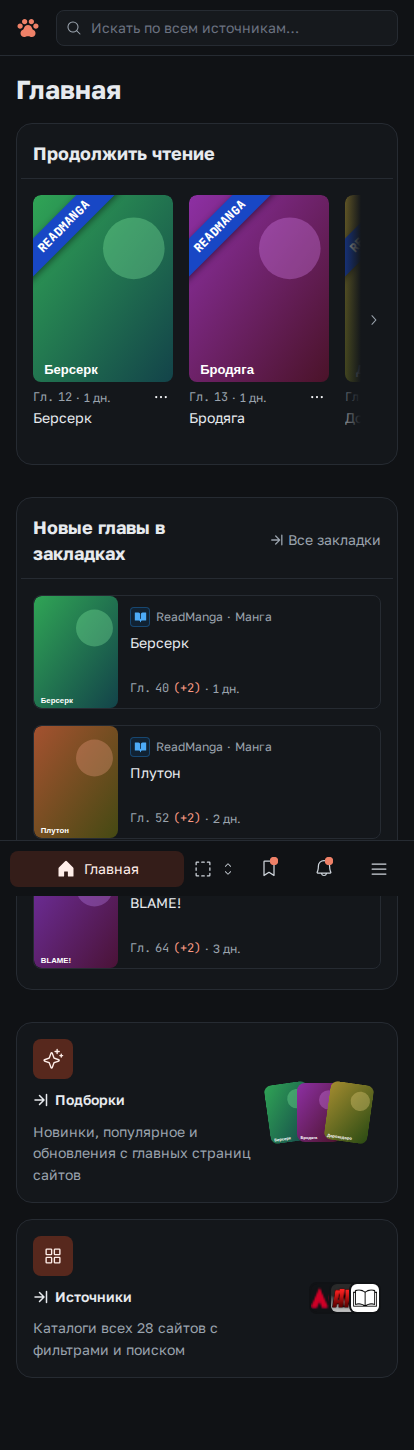 Искать по всем источникам...
Главная
Продолжить чтение
READMANGA
READMANGA
Берсерк
Бродяга
Гл. 12 · 1 дн.
Гл. 13 · 1 дн.
Берсерк
Бродяга
Новые главы в
закладках
Все закладки
ReadManga · Манга
Берсерк
Берсерк
Гл. 40 (+2) · 1 дн.
ReadManga · Манга
Плутон
Плутон
Гл. 52 (+2) · 2 дн.
Главная
BLAME!
BLAME!
Гл. 64 (+2) · 3 дн.
Подборки
Новинки, популярное и
обновления с главных страниц
сайтов
Берсерк
Бродяга
Источники
Каталоги всех 28 сайтов с
фильтрами и поиском